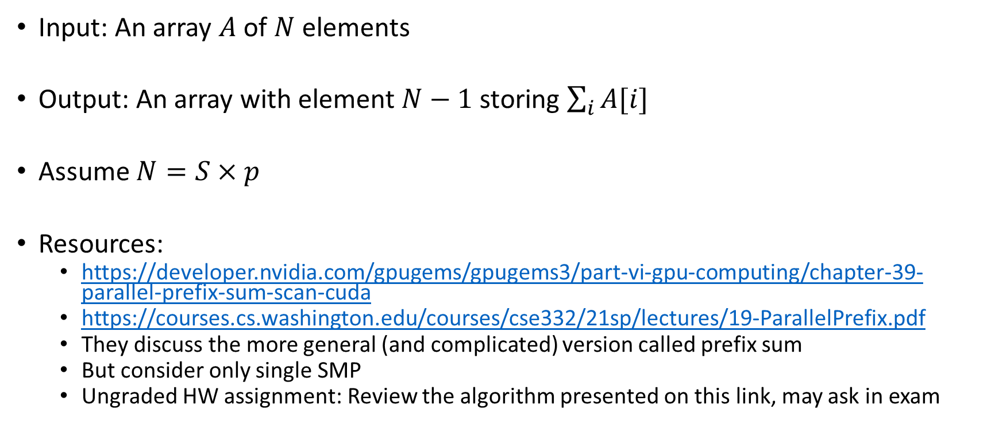 • Input: An array A of N elements
• Output: An array with element N − 1 storing ∑ᵢ A[i]
• Assume N = S × p
• Resources:
• https://developer.nvidia.com/gpugems/gpugems3/part-vi-gpu-computing/chapter-39-
parallel-prefix-sum-scan-cuda
• https://courses.cs.washington.edu/courses/cse332/21sp/lectures/19-ParallelPrefix.pdf
• They discuss the more general (and complicated) version called prefix sum
• But consider only single SMP
• Ungraded HW assignment: Review the algorithm presented on this link, may ask in exam